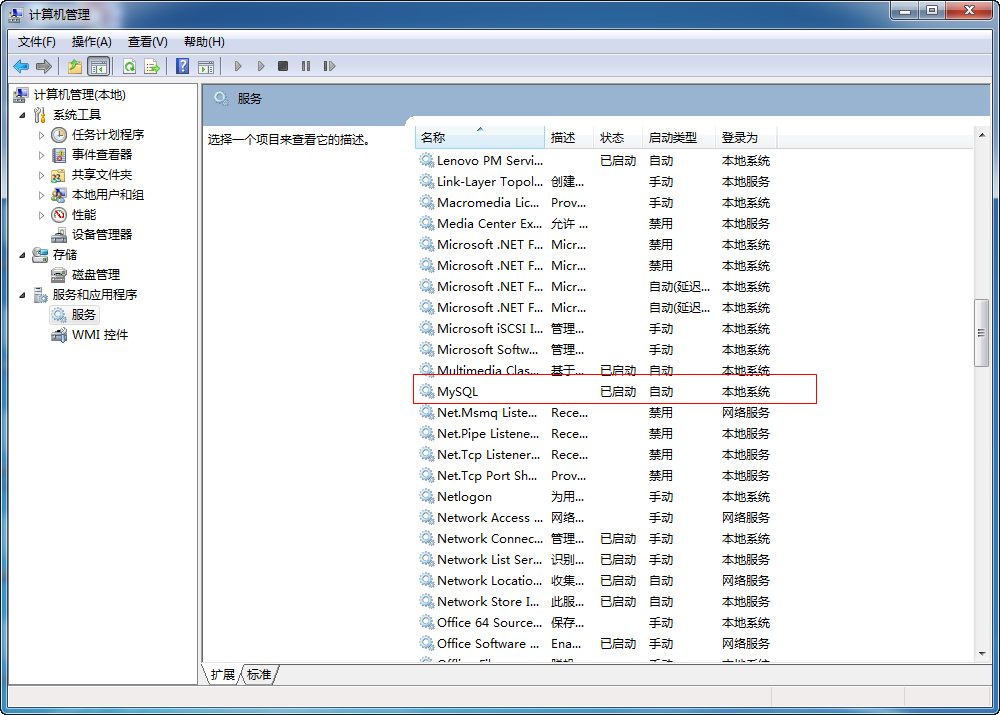 计算机管理
文件(F) 操作(A) 查看(V) 帮助(H)
计算机管理(本地)
系统工具
任务计划程序
事件查看器
共享文件夹
本地用户和组
性能
设备管理器
存储
磁盘管理
服务和应用程序
服务
WMI 控件
服务
选择一个项目来查看它的描述。
名称 描述 状态 启动类型 登录为
Lenovo PM Servi... 已启动 自动 本地系统
Link-Layer Topol... 创建... 手动 本地服务
Macromedia Lic... Prov... 手动 本地系统
Media Center Ex... 允许 ... 禁用 本地服务
Microsoft .NET F... Micr... 禁用 本地系统
Microsoft .NET F... Micr... 禁用 本地系统
Microsoft .NET F... Micr... 自动(延迟... 本地系统
Microsoft .NET F... Micr... 自动(延迟... 本地系统
Microsoft iSCSI I... 管理... 手动 本地系统
Microsoft Softw... 管理... 手动 本地系统
Multimedia Clas... 基于... 已启动 自动 本地系统
MySQL 已启动 自动 本地系统
Net.Msmq Liste... Rece... 禁用 网络服务
Net.Pipe Listene... Rece... 禁用 本地服务
Net.Tcp Listener... Rece... 禁用 本地服务
Net.Tcp Port Sh... Prov... 禁用 本地服务
Netlogon 为用... 手动 本地系统
Network Access ... 网络... 手动 网络服务
Network Connec... 管理... 已启动 手动 本地系统
Network List Ser... 识别... 已启动 手动 本地服务
Network Locatio... 收集... 已启动 自动 网络服务
Network Store I... 此服... 已启动 自动 本地服务
Office 64 Source... 保存... 手动 本地系统
Office Software ... Ena... 已启动 手动 网络服务
扩展 标准